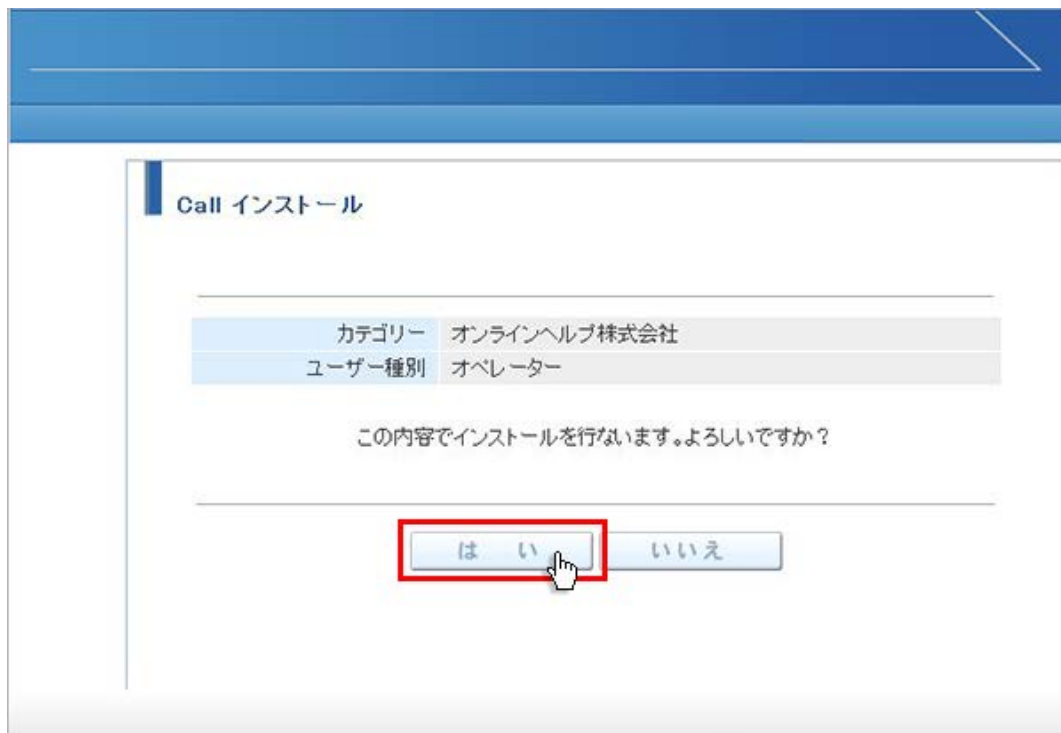 Call インストール
カテゴリー オンラインヘルプ株式会社
ユーザー種別 オペレーター
この内容でインストールを行ないます。よろしいですか？
は い いいえ